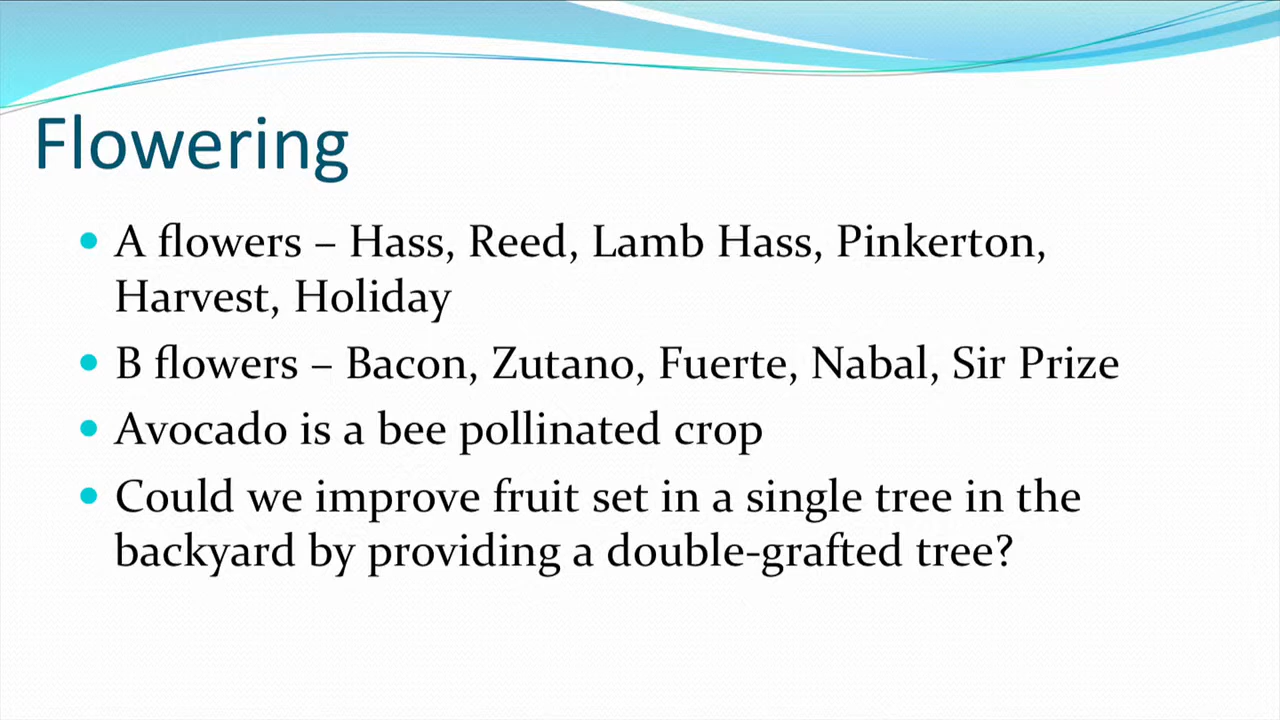 Flowering
• A flowers – Hass, Reed, Lamb Hass, Pinkerton,
Harvest, Holiday
• B flowers – Bacon, Zutano, Fuerte, Nabal, Sir Prize
• Avocado is a bee pollinated crop
• Could we improve fruit set in a single tree in the
backyard by providing a double-grafted tree?